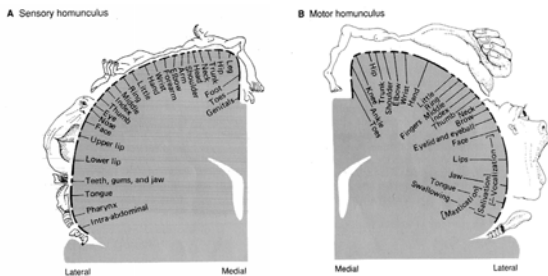 A Sensory homunculus
Leg
Hip
Trunk
Neck
Head
Shoulder
Arm
Elbow
Forearm
Wrist
Hand
Little
Ring
Middle
Index
Thumb
Eye
Nose
Face
Upper lip
Lower lip
Teeth, gums, and jaw
Tongue
Pharynx
Intra-abdominal
Foot
Toes
Genitals
Lateral
Medial
B Motor homunculus
Hip
Trunk
Shoulder
Elbow
Wrist
Hand
Little
Ring
Middle
Index
Thumb
Fingers
Neck
Brow
Eyelid and eyeball
Face
Lips
Jaw
Tongue
Swallowing
[Mastication]
[Salivation]
[Vocalization]
Knee
Ankle
Toes
Medial
Lateral